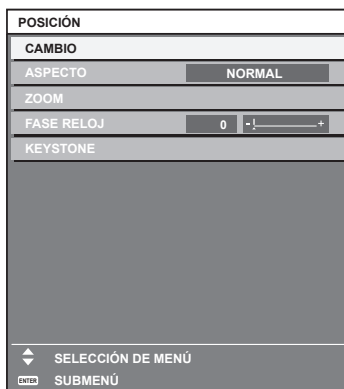 POSICIÓN
CAMBIO
ASPECTO NORMAL
ZOOM
FASE RELOJ 0 - +
KEYSTONE
SELECCIÓN DE MENÚ
ENTER SUBMENÚ